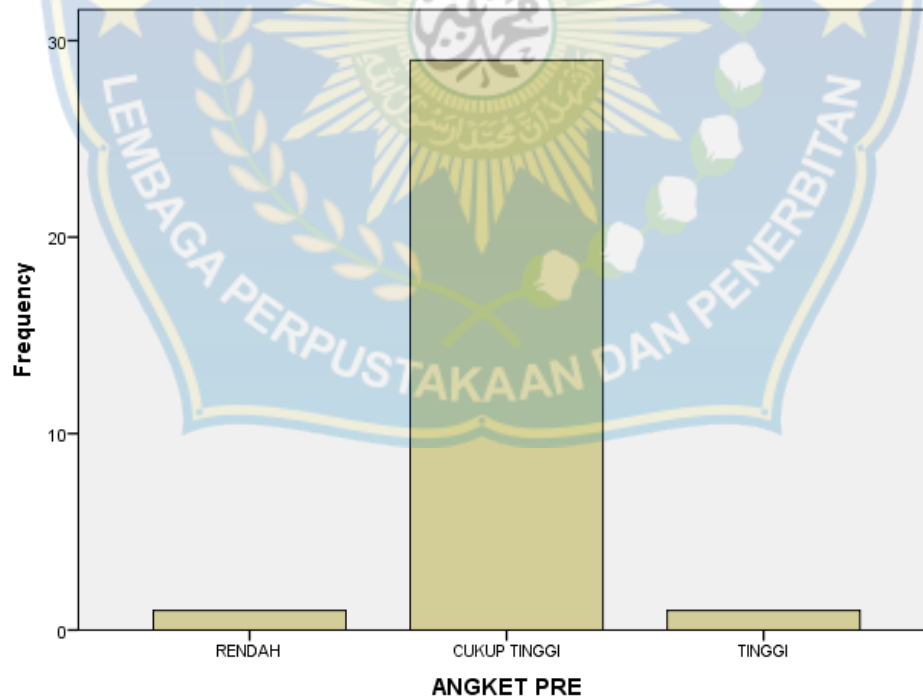 30
20
10
0
Frequency
RENDAH
CUKUP TINGGI
TINGGI
ANGKET PRE
LEMBAGA PERPUSTAKAAN DAN PENERBITAN